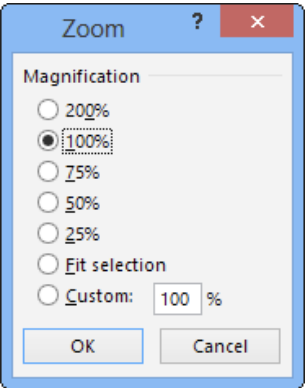 Zoom ? ×
Magnification
200%
100%
75%
50%
25%
Fit selection
Custom: 100 %
OK Cancel